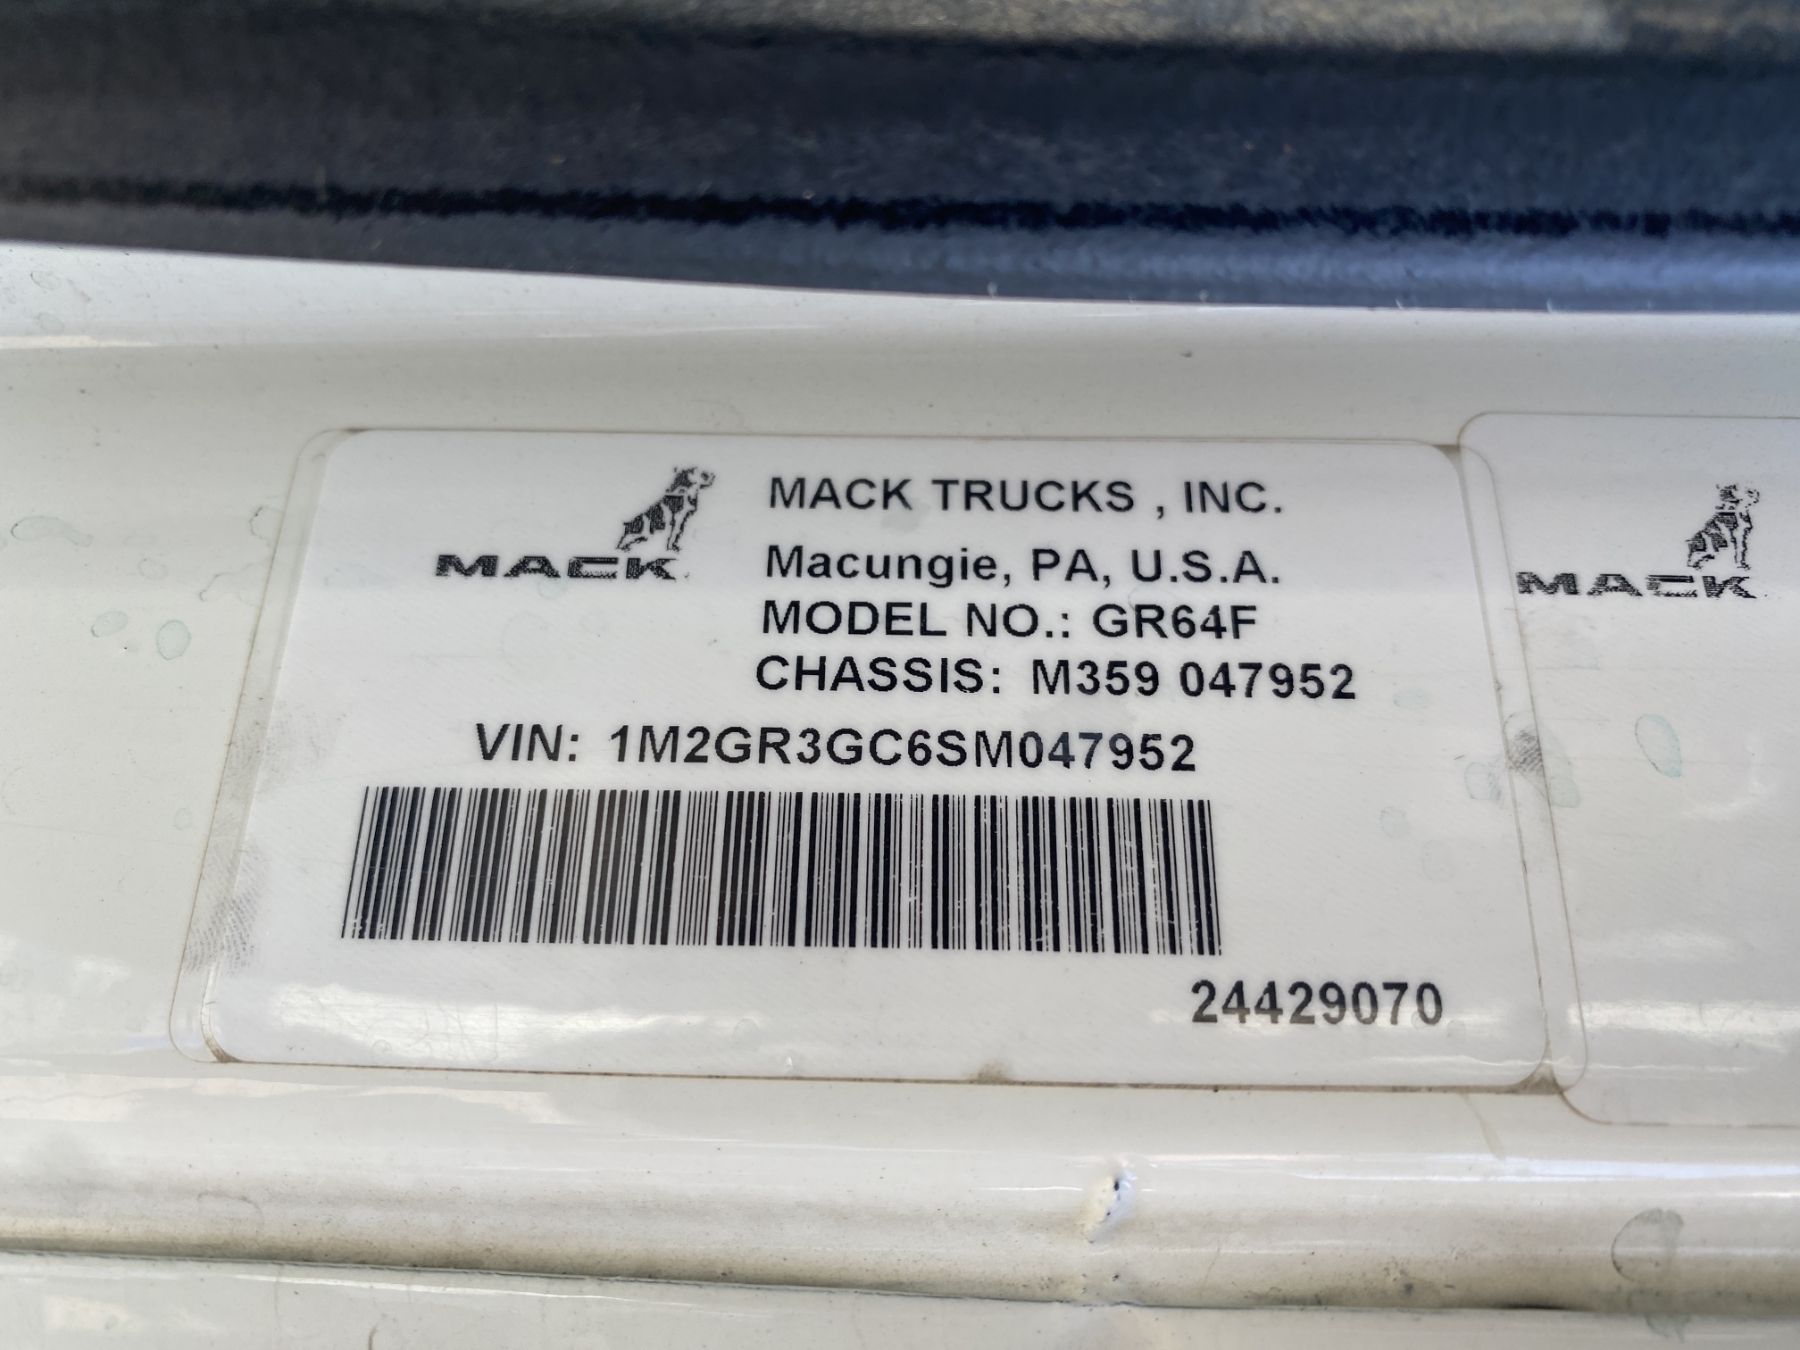 MACK
MACK TRUCKS , INC.
Macungie, PA, U.S.A.
MODEL NO.: GR64F
CHASSIS: M359 047952
VIN: 1M2GR3GC6SM047952
24429070
MACK